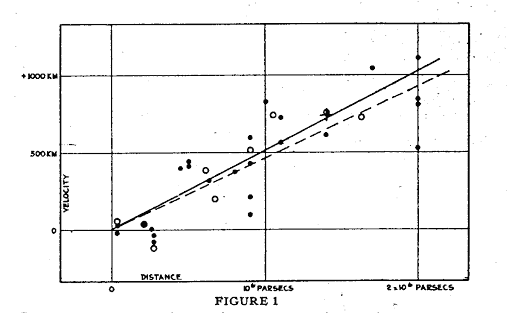 +1000 KM
500 KM
0
VELOCITY
DISTANCE
0
10⁶ PARSECS
2×10⁶ PARSECS
FIGURE 1